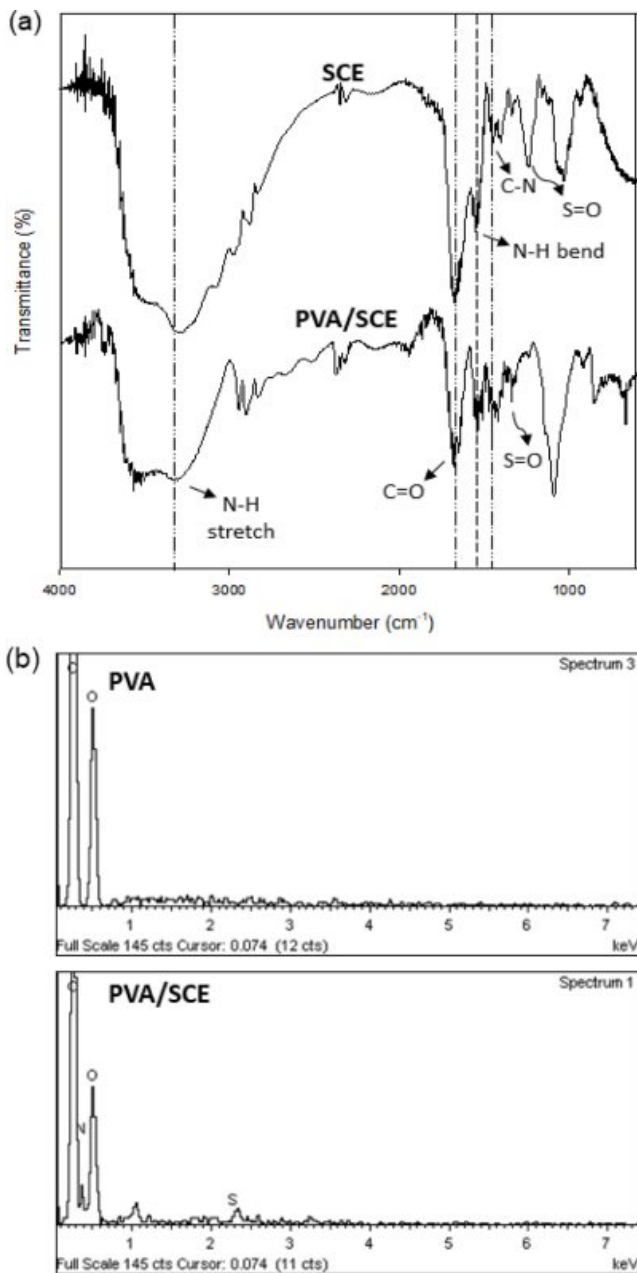 (a)
SCE
C-N
S=O
N-H bend
PVA/SCE
S=O
C=O
N-H
stretch
Transmittance (%)
4000 3000 2000 1000
Wavenumber (cm-1)
(b)
PVA
Spectrum 3
C
O
1 2 3 4 5 6 7
Full Scale 145 cts Cursor: 0.074 (12 cts) keV
PVA/SCE
Spectrum 1
C
O
N
S
1 2 3 4 5 6 7
Full Scale 145 cts Cursor: 0.074 (11 cts) keV